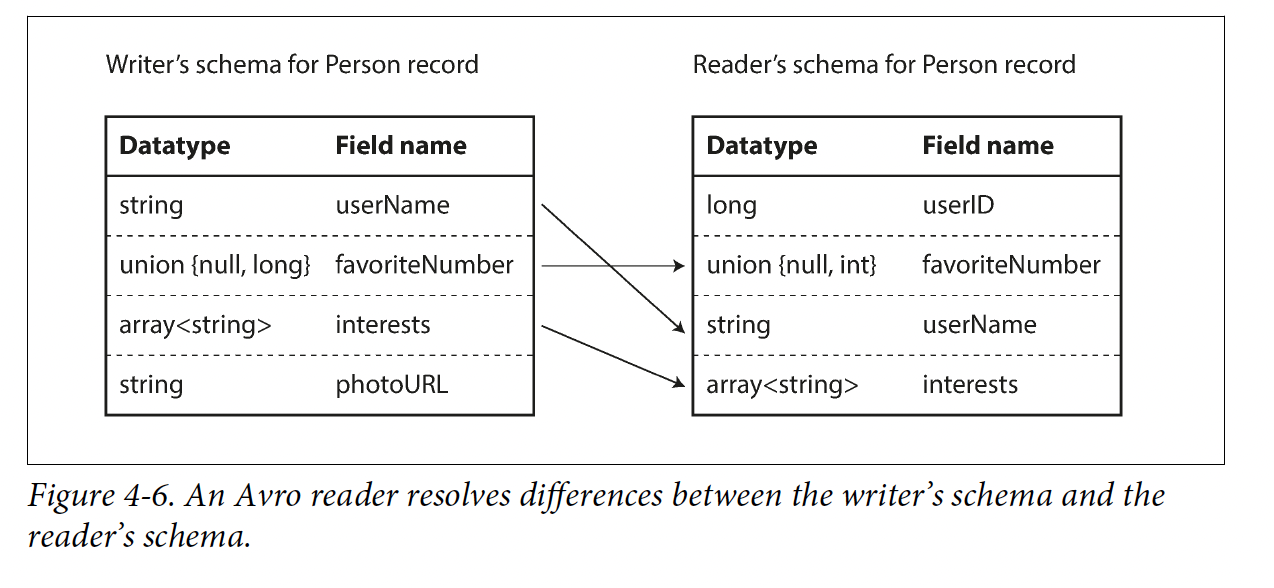 Writer’s schema for Person record
Datatype Field name
string userName
union {null, long} favoriteNumber
array<string> interests
string photoURL
Reader’s schema for Person record
Datatype Field name
long userID
union {null, int} favoriteNumber
string userName
array<string> interests
Figure 4-6. An Avro reader resolves differences between the writer’s schema and the
reader’s schema.